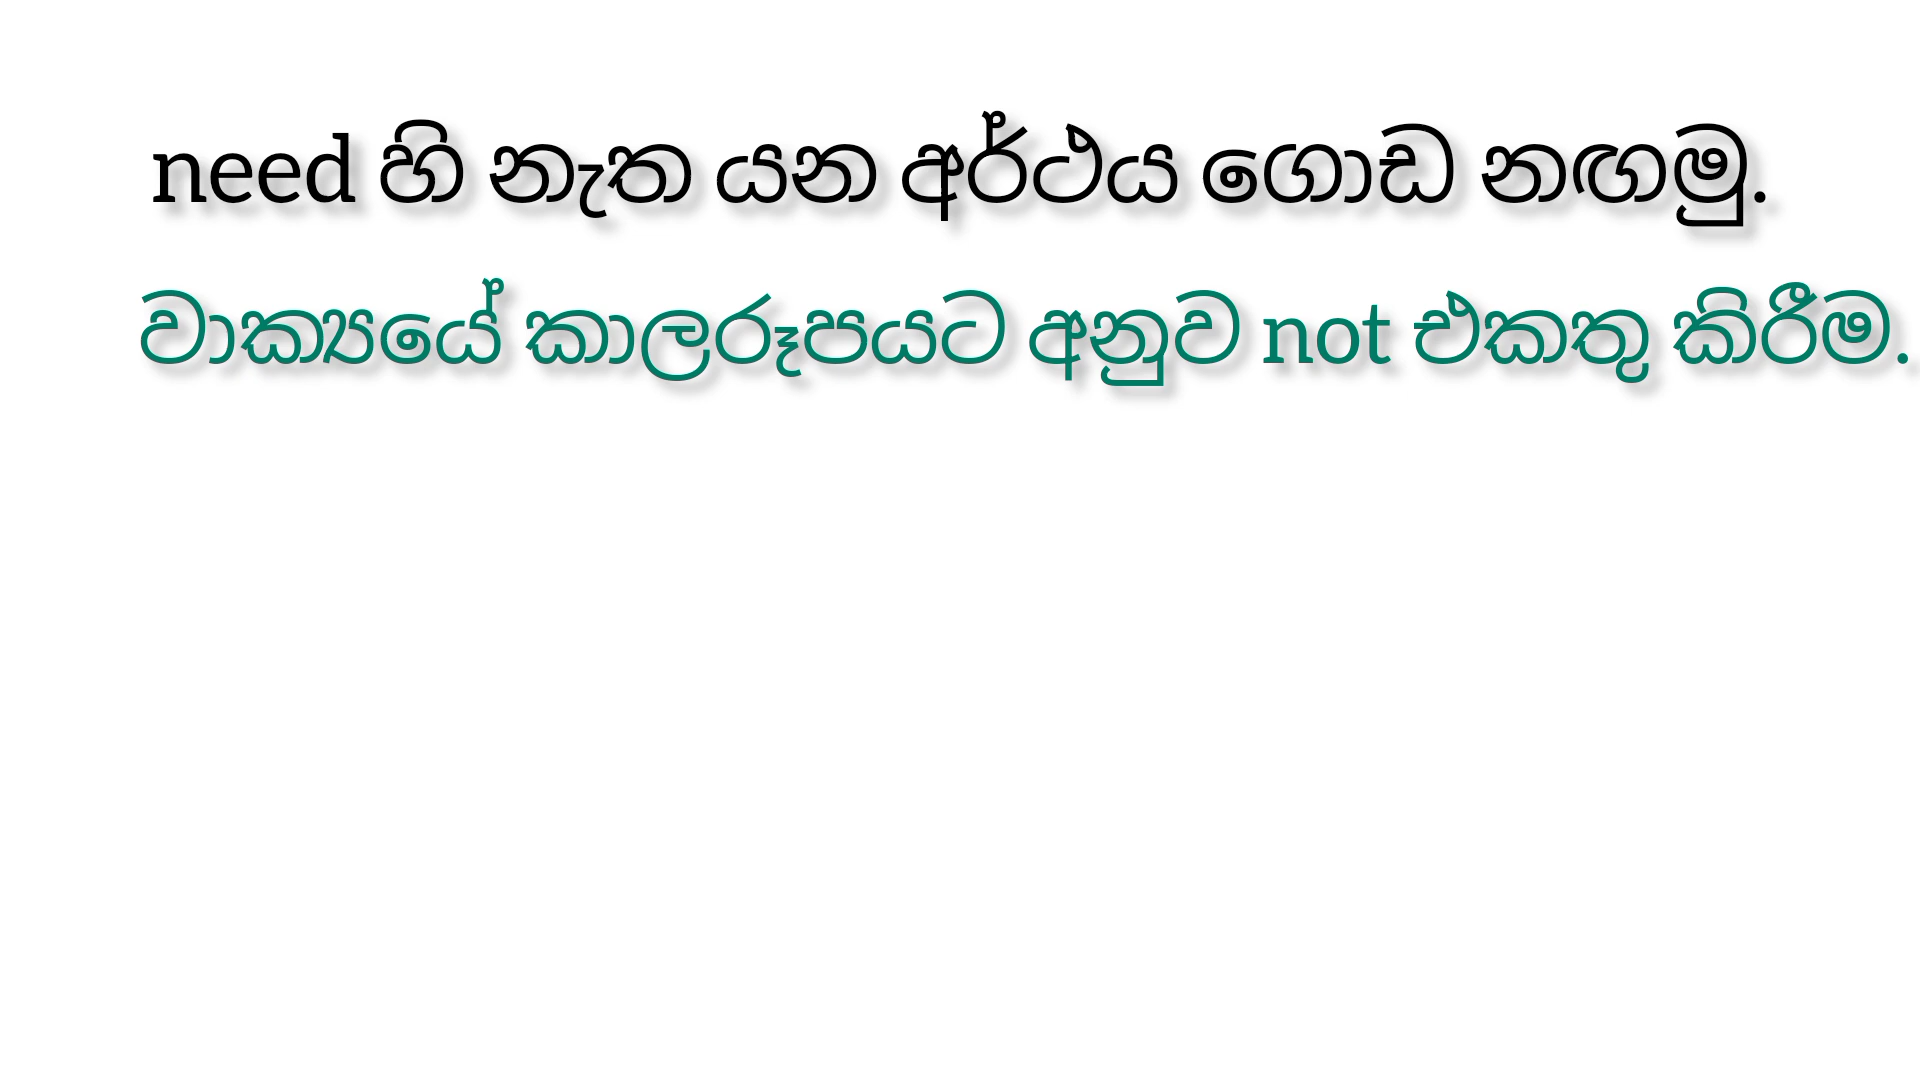 need හි නැත යන අර්ථය ගොඩ නඟමු.
වාක්‍යයේ කාලරූපයට අනුව not එකතු කිරීම.